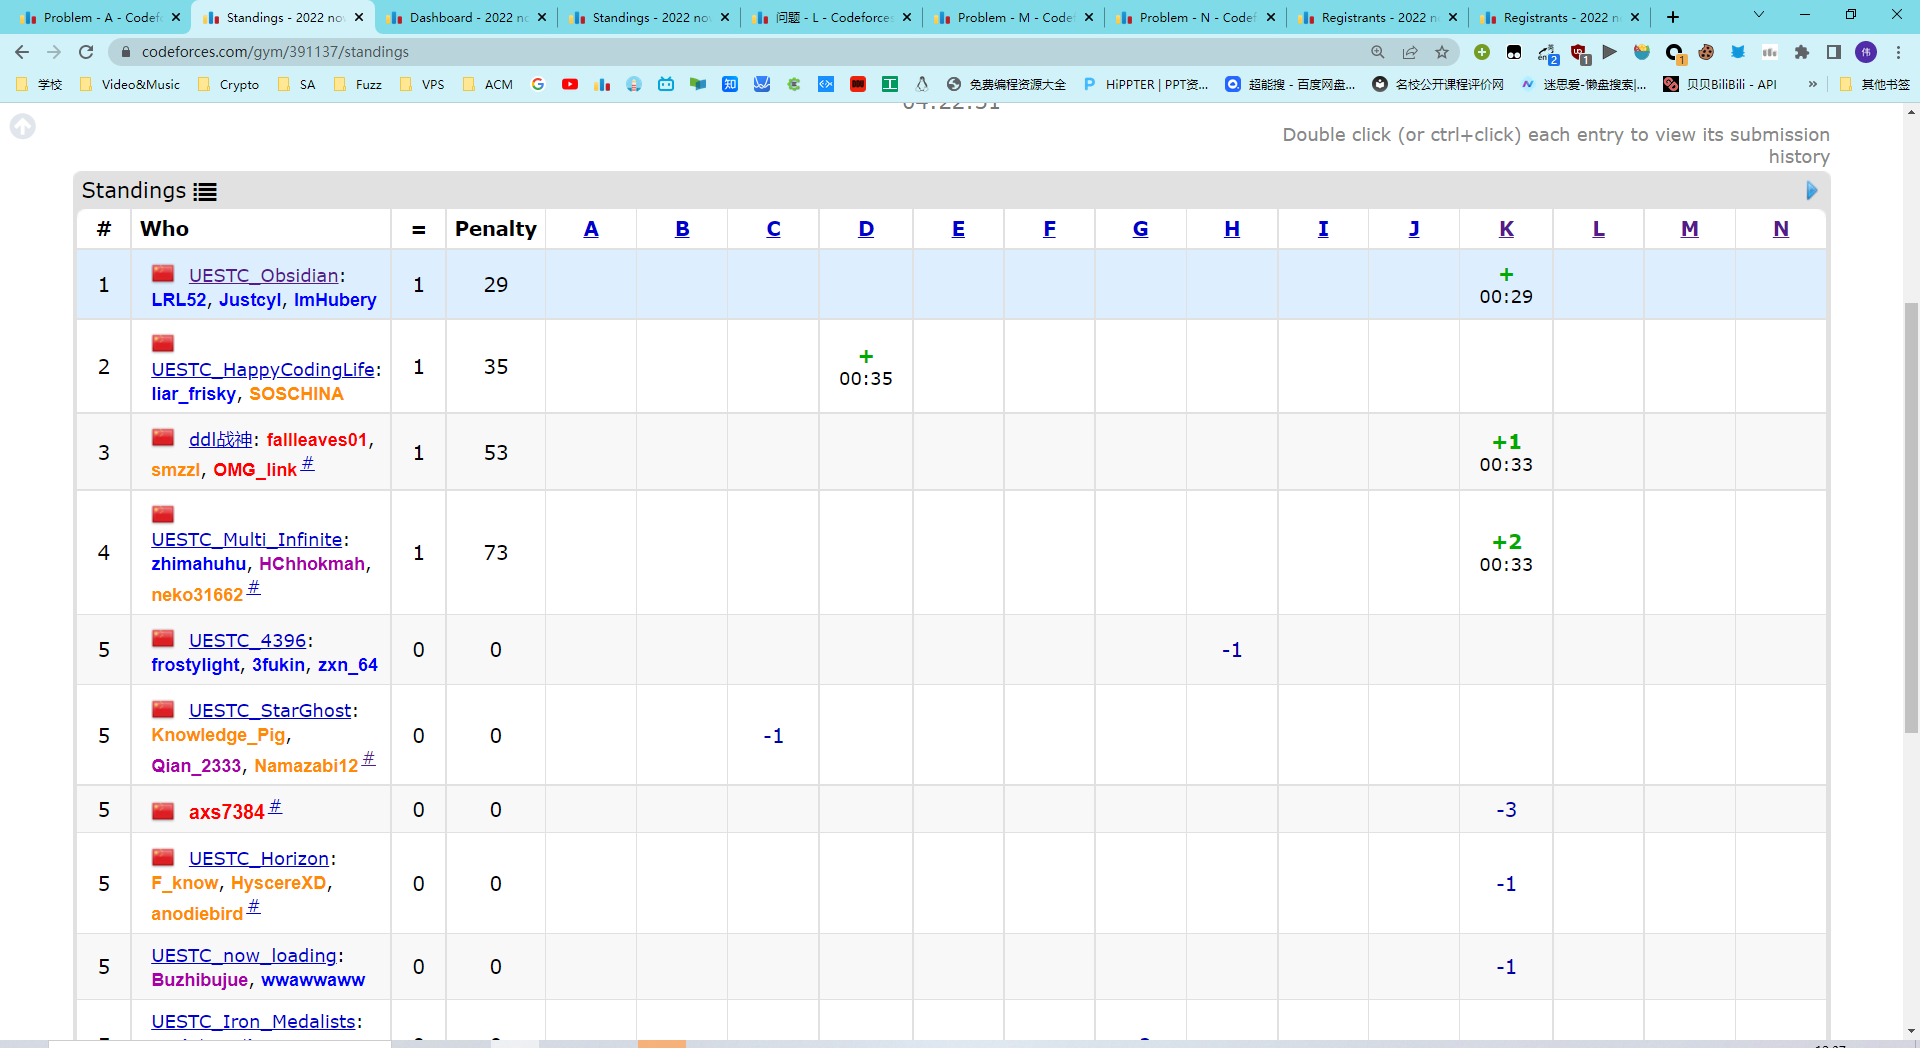 Problem - A - Codef
Standings - 2022 nov
Dashboard - 2022 no
Standings - 2022 nov
问题 - L - Codeforces
Problem - M - Codef
Problem - N - Codef
Registrants - 2022 n
Registrants - 2022 n
codeforces.com/gym/391137/standings
学校 Video&Music Crypto SA Fuzz VPS ACM 免费编程资源大全 HiPPTER | PPT资... 超能搜 - 百度网盘... 名校公开课程评价网 迷思爱-懒盘搜索|... 贝贝BiliBili - API » 其他书签
04:22:31
Double click (or ctrl+click) each entry to view its submission
history
Standings
# Who = Penalty A B C D E F G H I J K L M N
1 UESTC_Obsidian: LRL52, Justcyl, ImHubery 1 29 + 00:29
2 UESTC_HappyCodingLife: liar_frisky, SOSCHINA 1 35 + 00:35
3 ddl战神: fallleaves01, smzzl, OMG_link # 1 53 +1 00:33
4 UESTC_Multi_Infinite: zhimahuhu, HChhokmah, neko31662 # 1 73 +2 00:33
5 UESTC_4396: frostylight, 3fukin, zxn_64 0 0 -1
5 UESTC_StarGhost: Knowledge_Pig, Qian_2333, Namazabi12 # 0 0 -1
5 axs7384 # 0 0 -3
5 UESTC_Horizon: F_know, HyscereXD, anodiebird # 0 0 -1
5 UESTC_now_loading: Buzhibujue, wwawwaww 0 0 -1
UESTC_Iron_Medalists: